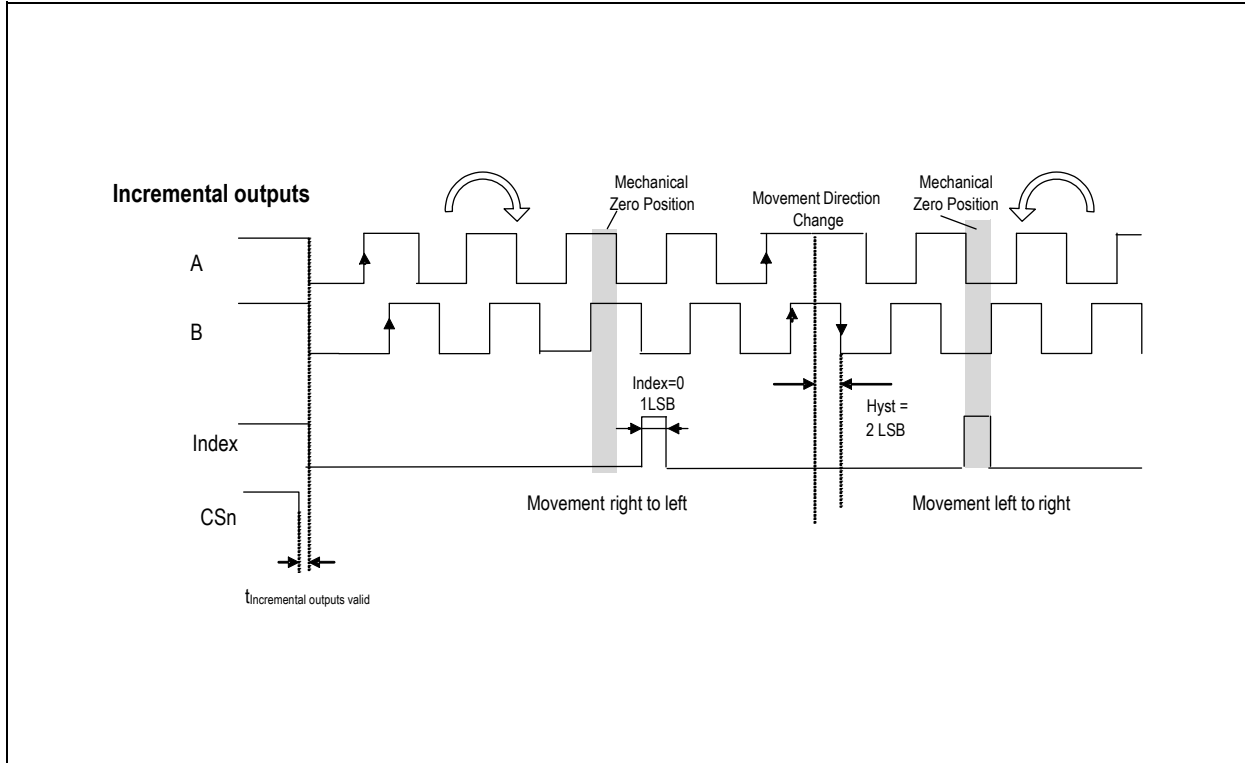 Incremental outputs
Mechanical
Zero Position
Movement Direction
Change
Mechanical
Zero Position
A
B
Index=0
1LSB
Hyst =
2 LSB
Index
Movement right to left
Movement left to right
CSn
tIncremental outputs valid